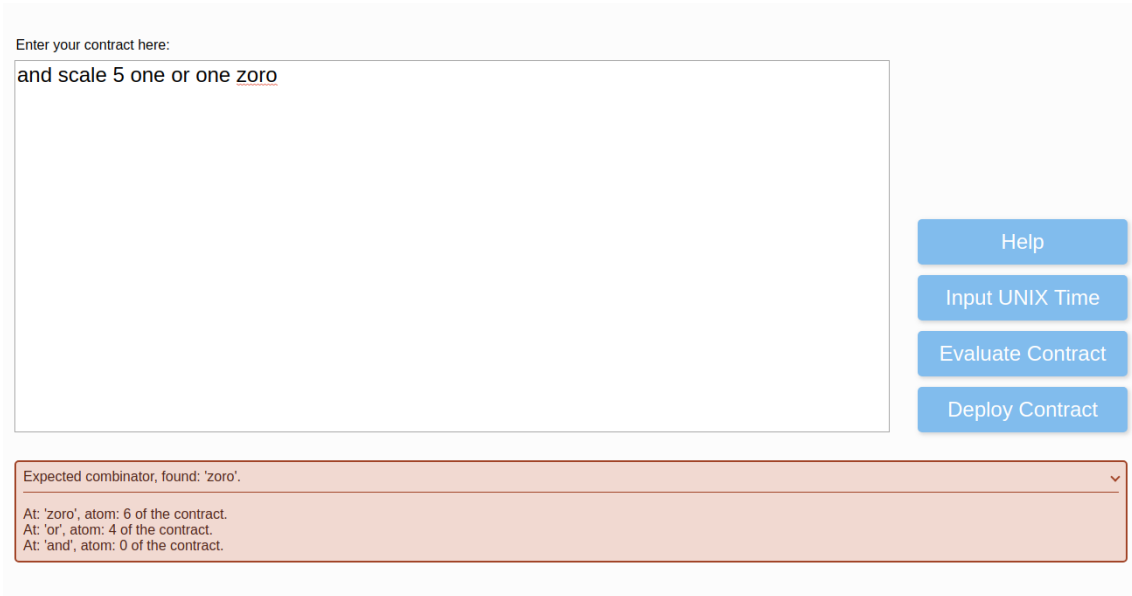 Enter your contract here:
and scale 5 one or one zoro
Help
Input UNIX Time
Evaluate Contract
Deploy Contract
Expected combinator, found: 'zoro'.
At: 'zoro', atom: 6 of the contract.
At: 'or', atom: 4 of the contract.
At: 'and', atom: 0 of the contract.